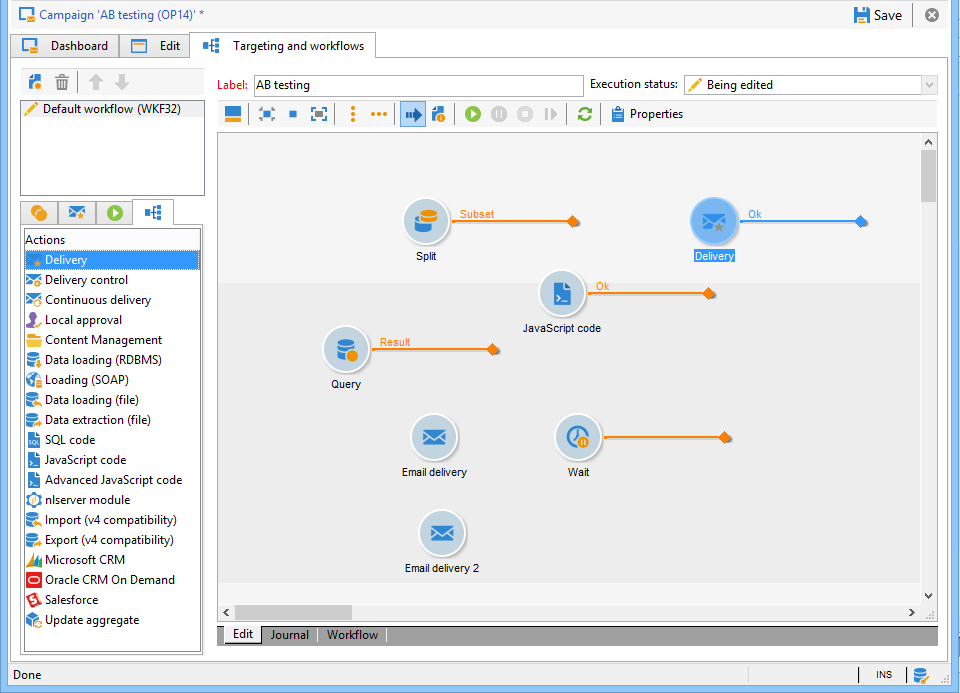 Campaign 'AB testing (OP14)' *
Save
Dashboard
Edit
Targeting and workflows
Label:
AB testing
Execution status:
Being edited
Default workflow (WKF32)
Properties
Actions
Delivery
Delivery control
Continuous delivery
Local approval
Content Management
Data loading (RDBMS)
Loading (SOAP)
Data loading (file)
Data extraction (file)
SQL code
JavaScript code
Advanced JavaScript code
nlserver module
Import (v4 compatibility)
Export (v4 compatibility)
Microsoft CRM
Oracle CRM On Demand
Salesforce
Update aggregate
Subset
Split
Ok
Delivery
Ok
JavaScript code
Result
Query
Email delivery
Wait
Email delivery 2
Edit
Journal
Workflow
Done
INS